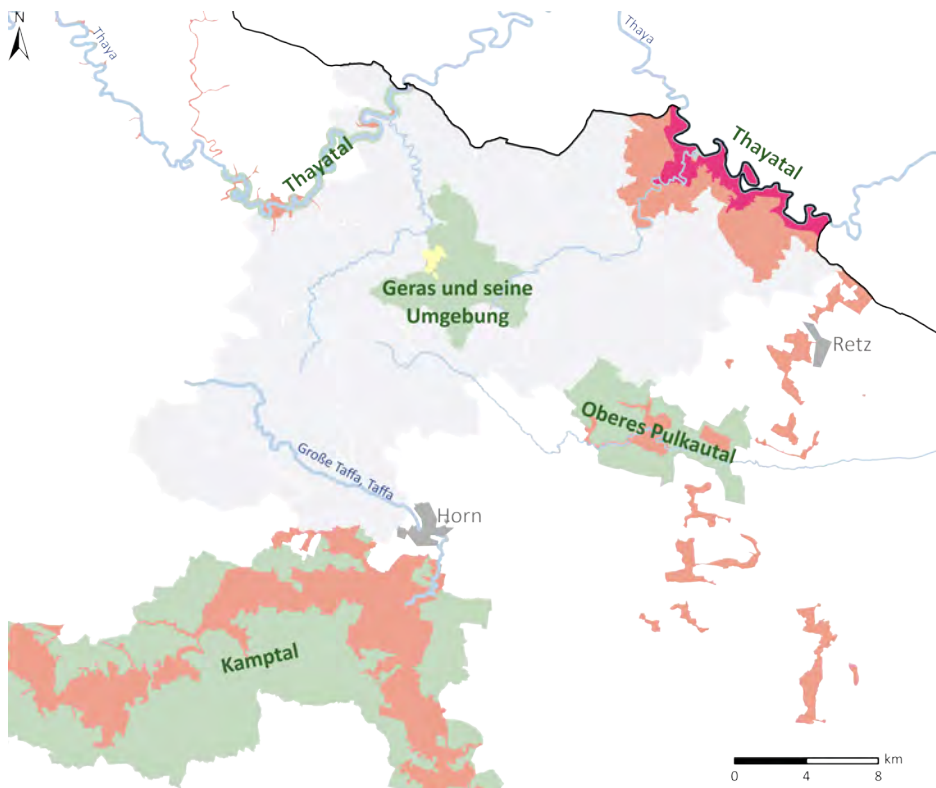 N
Thaya
Thaya
Thayatal
Thayatal
Geras und seine
Umgebung
Retz
Oberes Pulkautal
Große Taffa, Taffa
Horn
Kamptal
km
0 4 8